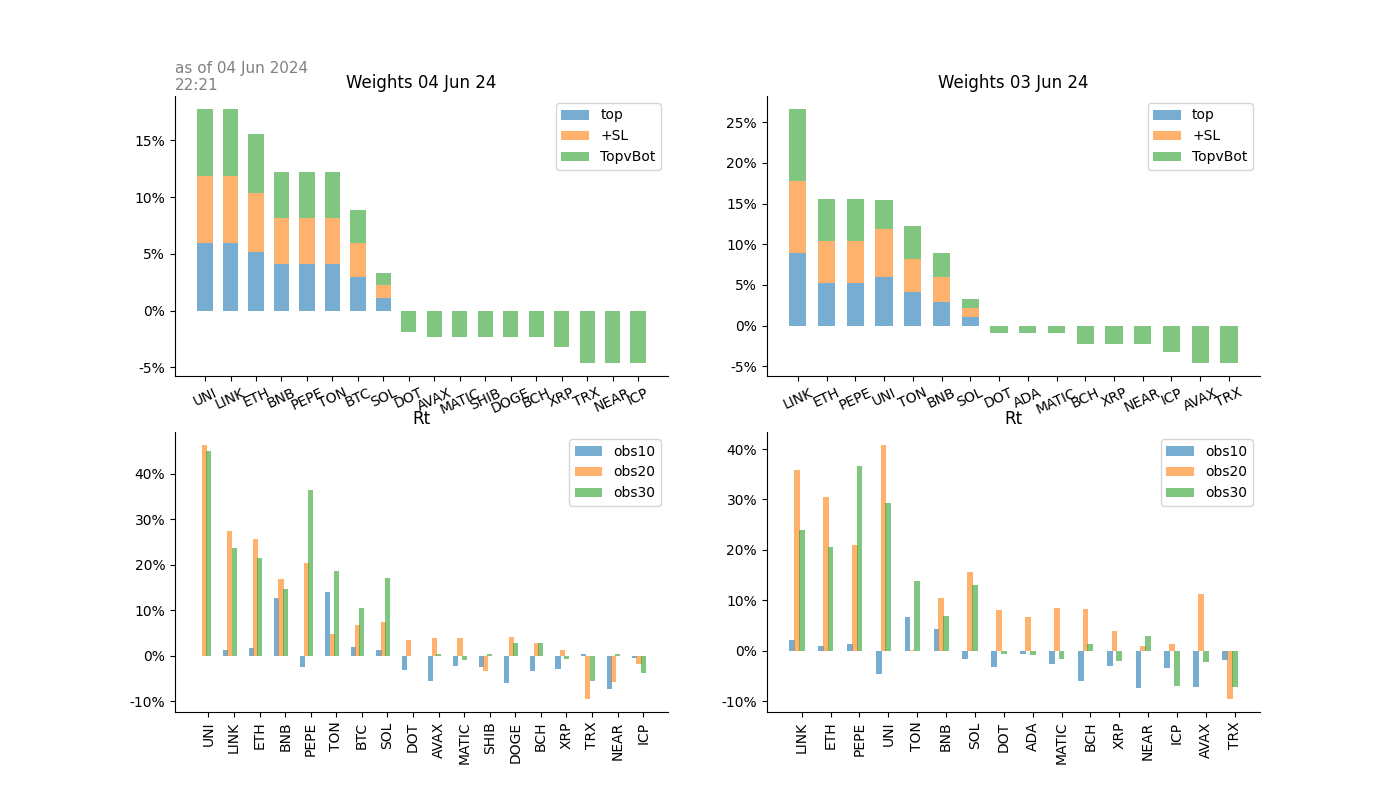 as of 04 Jun 2024
22:21
Weights 04 Jun 24
top
+SL
TopvBot
15%
10%
5%
0%
-5%
UNI LINK ETH BNB PEPE TON BTC SOL DOT AVAX MATIC SHIB DOGE BCH XRP TRX NEAR ICP
Weights 03 Jun 24
top
+SL
TopvBot
25%
20%
15%
10%
5%
0%
-5%
LINK ETH PEPE UNI TON BNB SOL DOT ADA MATIC BCH XRP NEAR ICP AVAX TRX
Rt
obs10
obs20
obs30
40%
30%
20%
10%
0%
-10%
UNI LINK ETH BNB PEPE TON BTC SOL DOT AVAX MATIC SHIB DOGE BCH XRP TRX NEAR ICP
Rt
obs10
obs20
obs30
40%
30%
20%
10%
0%
-10%
LINK ETH PEPE UNI TON BNB SOL DOT ADA MATIC BCH XRP NEAR ICP AVAX TRX